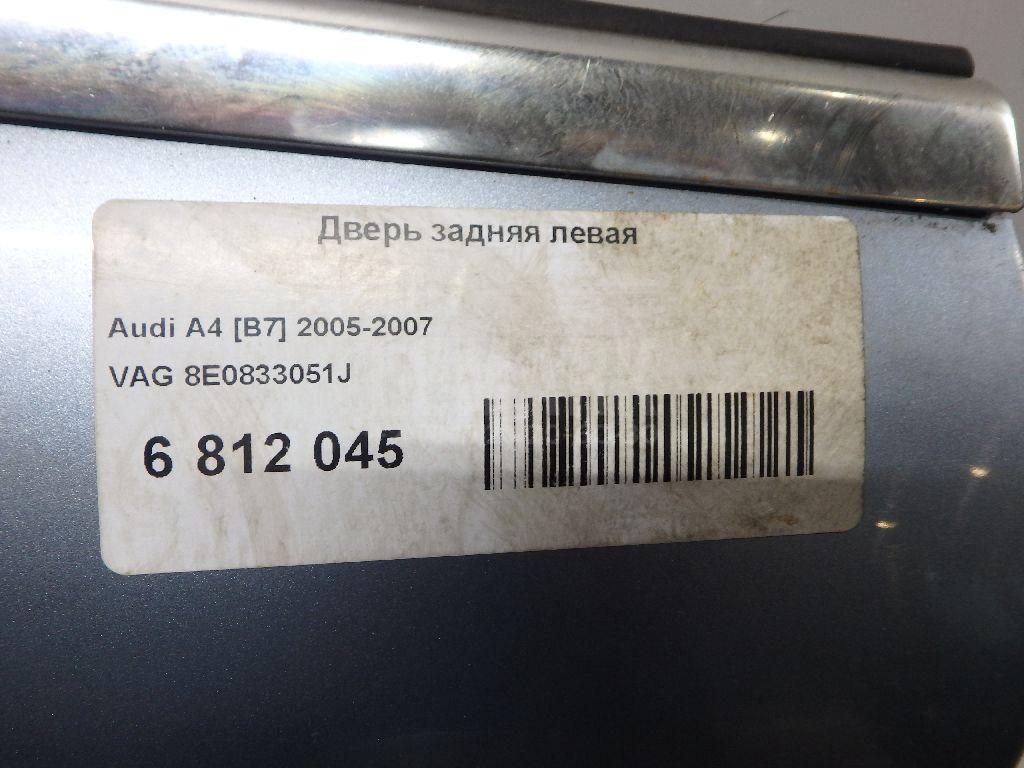 Дверь задняя левая
Audi A4 [B7] 2005-2007
VAG 8E0833051J
6 812 045